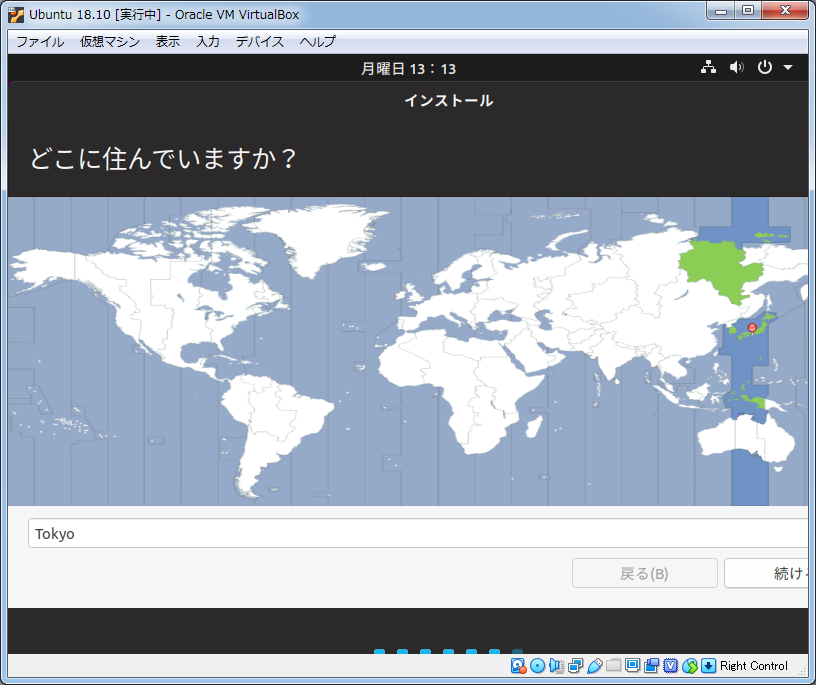 Ubuntu 18.10 [実行中] - Oracle VM VirtualBox
ファイル 仮想マシン 表示 入力 デバイス ヘルプ
月曜日 13：13
インストール
どこに住んでいますか？
Tokyo
戻る(B) 続け
Right Control